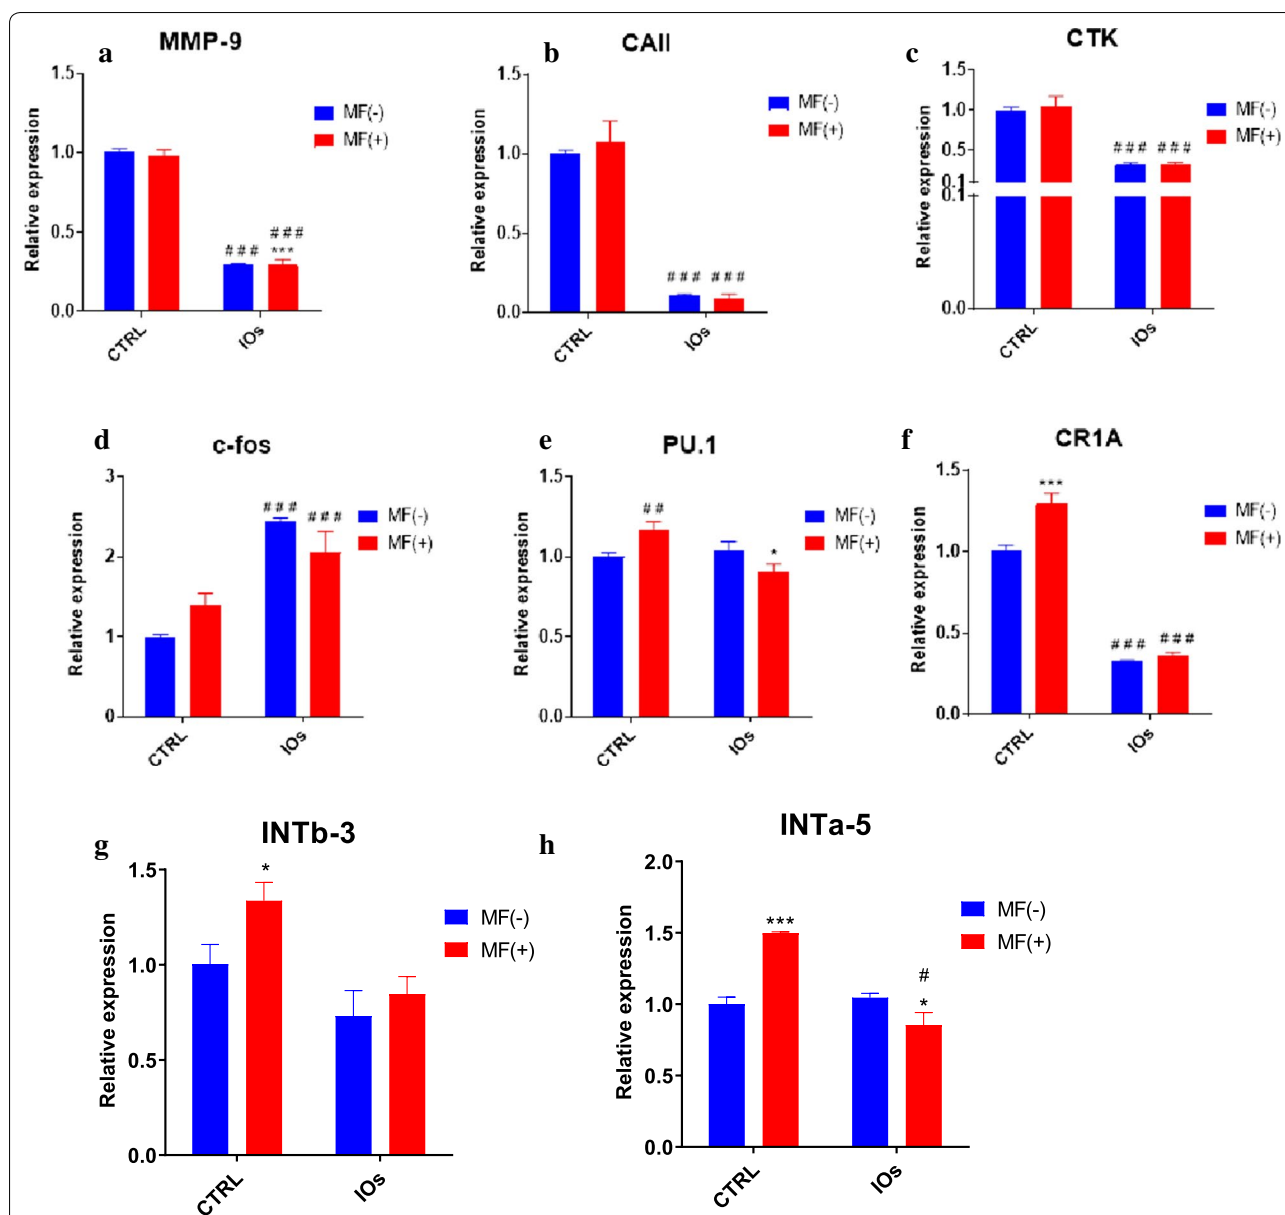 a MMP-9
1.5
1.0
0.5
0.0
Relative expression
MF(-)
MF(+)
###
###
***
CTRL
IOs
b CAII
1.5
1.0
0.5
0.0
Relative expression
MF(-)
MF(+)
### ###
CTRL
IOs
c CTK
1.5
1.0
0.5
0.1
0.1
0.0
Relative expression
MF(-)
MF(+)
### ###
CTRL
IOs
d c-fos
3
2
1
0
Relative expression
MF(-)
MF(+)
###
###
CTRL
IOs
e PU.1
1.5
1.0
0.5
0.0
Relative expression
MF(-)
MF(+)
##
*
CTRL
IOs
f CR1A
1.5
1.0
0.5
0.0
Relative expression
MF(-)
MF(+)
***
### ###
CTRL
IOs
g INTb-3
1.5
1.0
0.5
0.0
Relative expression
MF(-)
MF(+)
*
CTRL
IOs
h INTa-5
2.0
1.5
1.0
0.5
0.0
Relative expression
MF(-)
MF(+)
***
#
*
CTRL
IOs